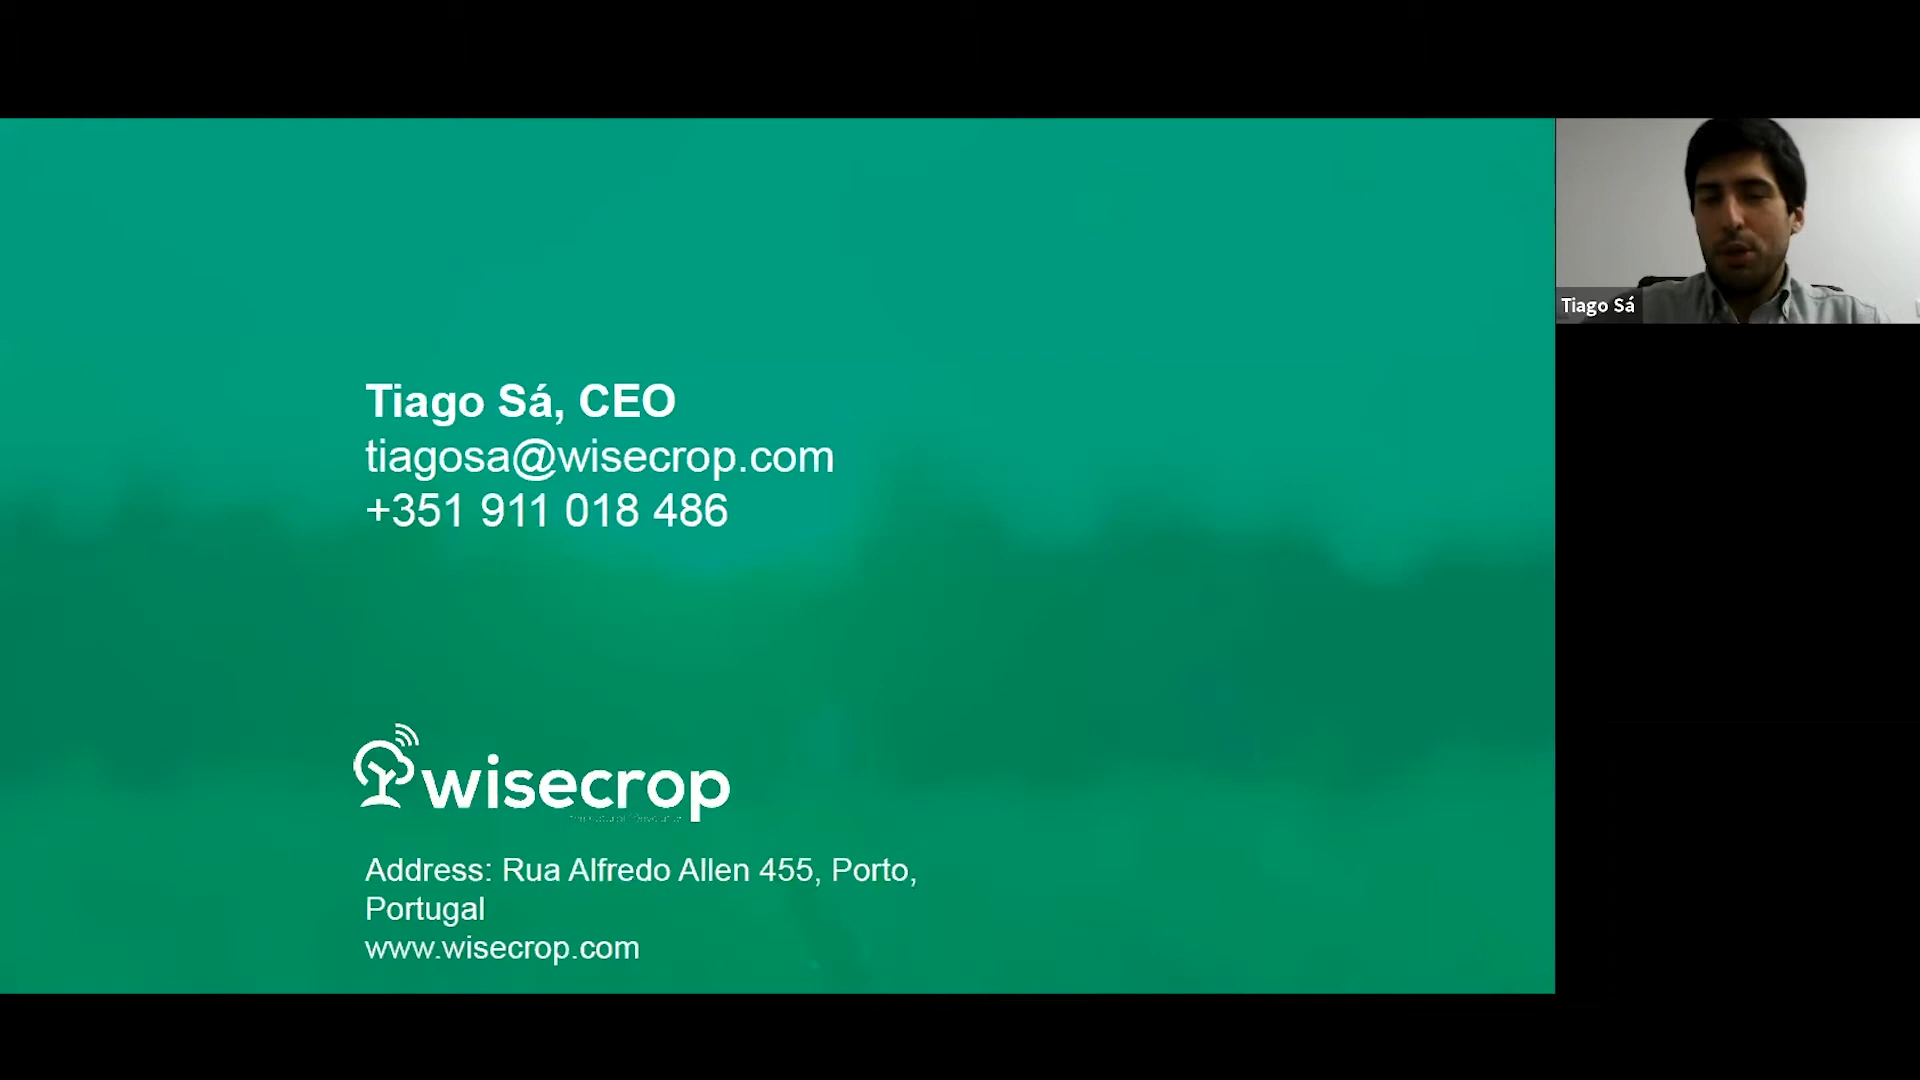 Tiago Sá, CEO
tiagosa@wisecrop.com
+351 911 018 486
wisecrop
Address: Rua Alfredo Allen 455, Porto,
Portugal
www.wisecrop.com
Tiago Sá